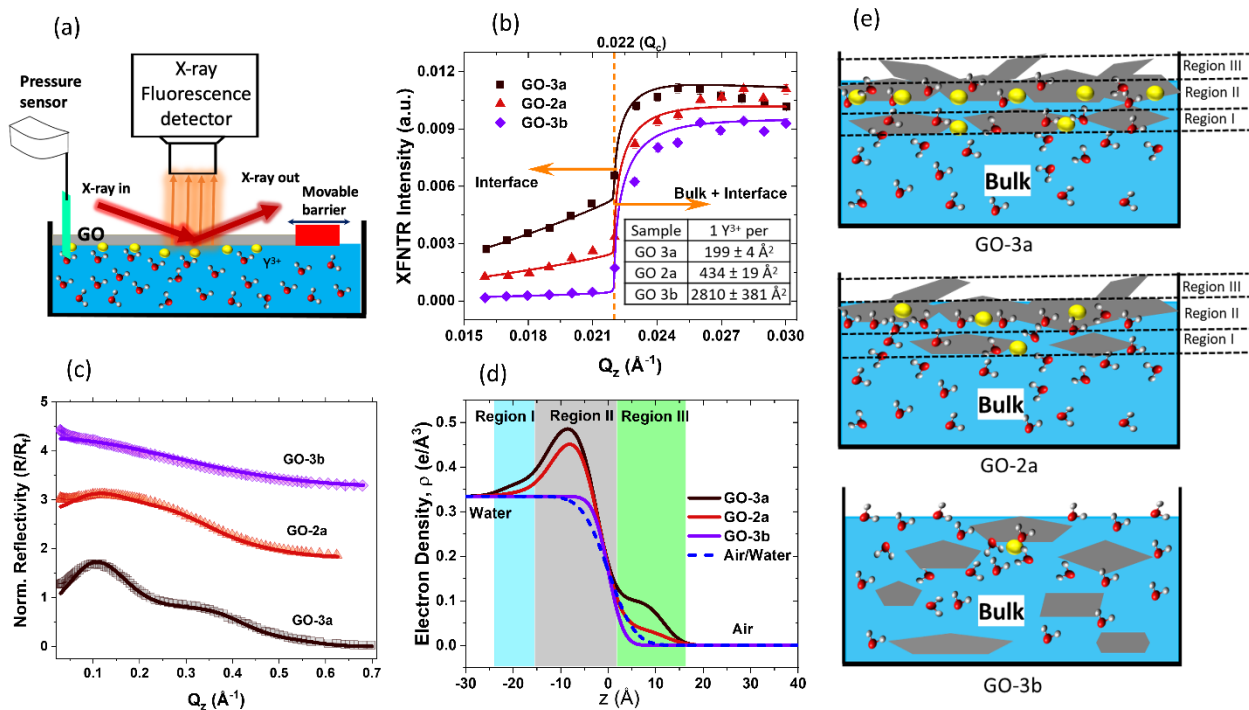 (a)
Pressure
sensor
X-ray
Fluorescence
detector
X-ray in
X-ray out
Movable
barrier
GO
Y³⁺
(b)
0.022 (Qc)
XFNTR Intensity (a.u.)
0.012
0.009
0.006
0.003
0.000
GO-3a
GO-2a
GO-3b
Interface
Bulk + Interface
Sample 1 Y³⁺ per
GO 3a 199 ± 4 Å²
GO 2a 434 ± 19 Å²
GO 3b 2810 ± 381 Å²
0.015 0.018 0.021 0.024 0.027 0.030
Qz (Å⁻¹)
(c)
Norm. Reflectivity (R/Rf)
5
4
3
2
1
0
GO-3b
GO-2a
GO-3a
0.0 0.1 0.2 0.3 0.4 0.5 0.6 0.7
Qz (Å⁻¹)
(d)
Electron Density, ρ (e/Å³)
0.5
0.4
0.3
0.2
0.1
0.0
Region I Region II Region III
Water
GO-3a
GO-2a
GO-3b
Air/Water
Air
-30 -20 -10 0 10 20 30 40
z (Å)
(e)
Region III
Region II
Region I
Bulk
GO-3a
Region III
Region II
Region I
Bulk
GO-2a
Bulk
GO-3b